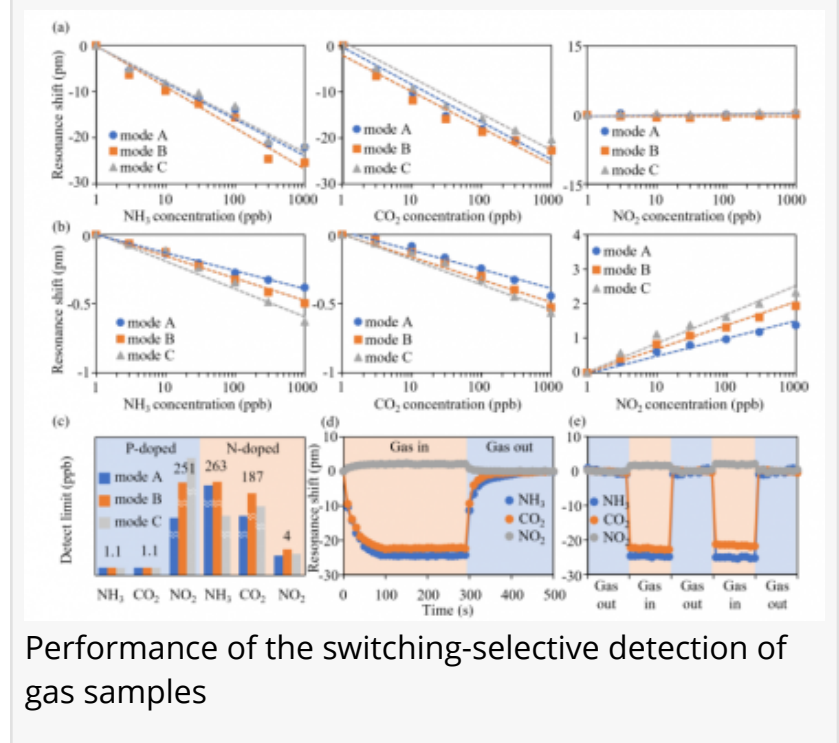 (a)
Resonance shift (pm)
0
-10
-20
-30
mode A
mode B
mode C
1 10 100 1000
NH₃ concentration (ppb)
0
-10
-20
-30
mode A
mode B
mode C
1 10 100 1000
CO₂ concentration (ppb)
15
0
-15
mode A
mode B
mode C
1 10 100 1000
NO₂ concentration (ppb)
(b)
Resonance shift (pm)
0
-0.5
-1
mode A
mode B
mode C
1 10 100 1000
NH₃ concentration (ppb)
0
-0.5
-1
mode A
mode B
mode C
1 10 100 1000
CO₂ concentration (ppb)
4
3
2
1
0
mode A
mode B
mode C
1 10 100 1000
NO₂ concentration (ppb)
(c)
Detect limit (ppb)
P-doped N-doped
mode A
mode B
mode C
1.1 1.1 251 263 187 4
NH₃ CO₂ NO₂ NH₃ CO₂ NO₂
(d)
Resonance shift (pm)
10
0
-10
-20
-30
Gas in Gas out
NH₃
CO₂
NO₂
0 100 200 300 400 500
Time (s)
(e)
10
0
-10
-20
-30
NH₃
CO₂
NO₂
Gas out
Gas in
Gas out
Gas in
Gas out
Performance of the switching-selective detection of
gas samples